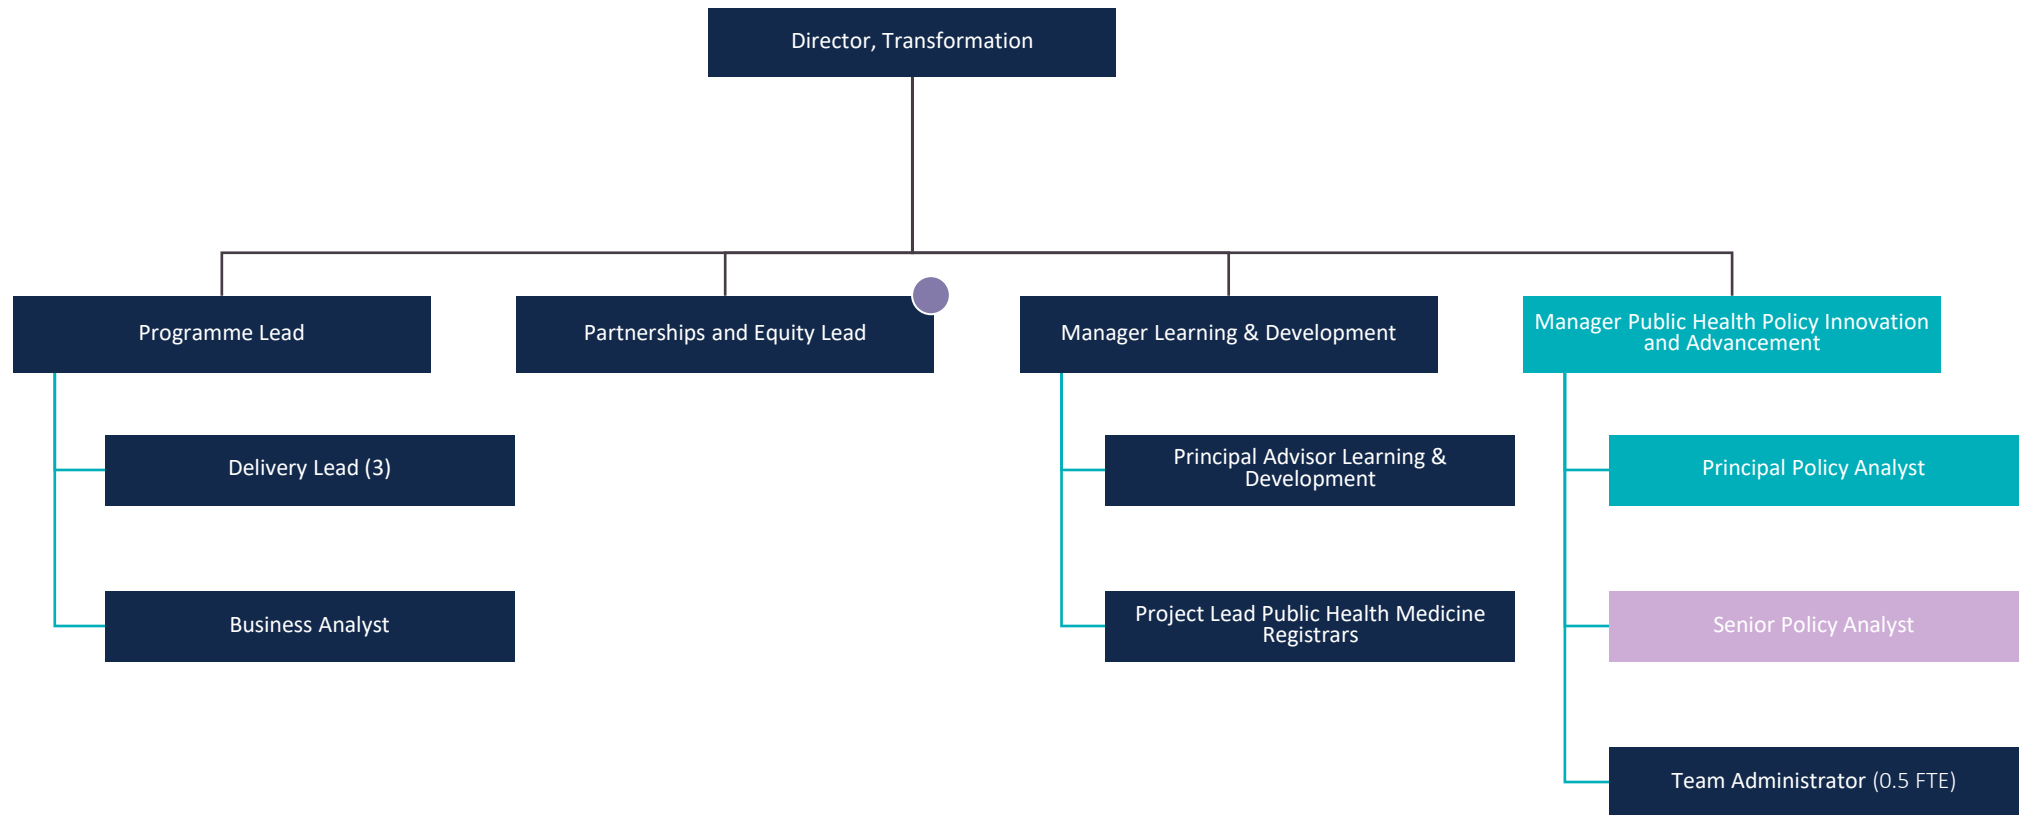 Director, Transformation
Programme Lead
Partnerships and Equity Lead
Manager Learning & Development
Manager Public Health Policy Innovation
and Advancement
Delivery Lead (3)
Principal Advisor Learning &
Development
Principal Policy Analyst
Business Analyst
Project Lead Public Health Medicine
Registrars
Senior Policy Analyst
Team Administrator (0.5 FTE)